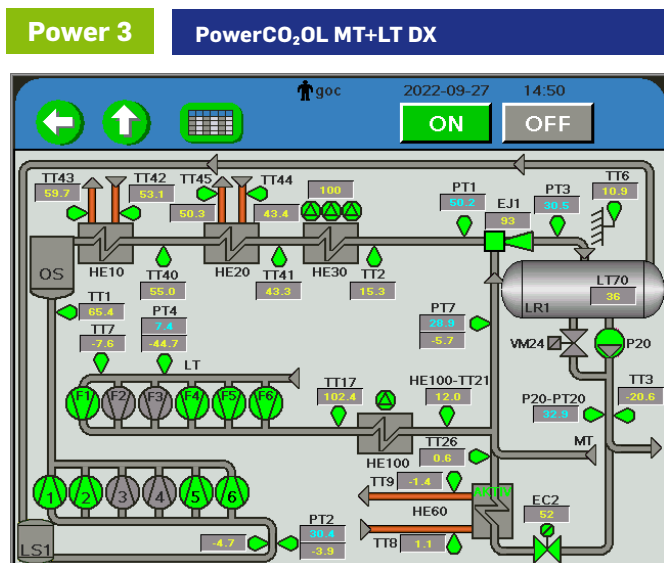 Power 3
PowerCO₂OL MT+LT DX
goc 2022-09-27 14:50
ON OFF
TT43 TT42 TT45 TT44 100 PT1 EJ1 PT3 TT6
59.7 53.1 50.3 43.4 50.2 93 30.5 10.9
OS HE10 HE20 HE30
TT40 TT41 TT2
55.0 43.3 15.3
LT70
36
LR1
TT1
65.4
TT7 PT4
-7.6 7.4
-44.7
LT
PT7
28.9
-5.7
VM24 P20
TT3
-20.6
F1 F2 F3 F4 F5 F6
TT17 HE100-TT21
102.4 12.0
P20-PT20
32.9
HE100
TT26
0.6
MT
TT9 -1.4
AKTIV
HE60
EC2
52
TT8 1.1
1 2 3 4 5 6
LS1
-4.7
PT2
30.4
-3.9